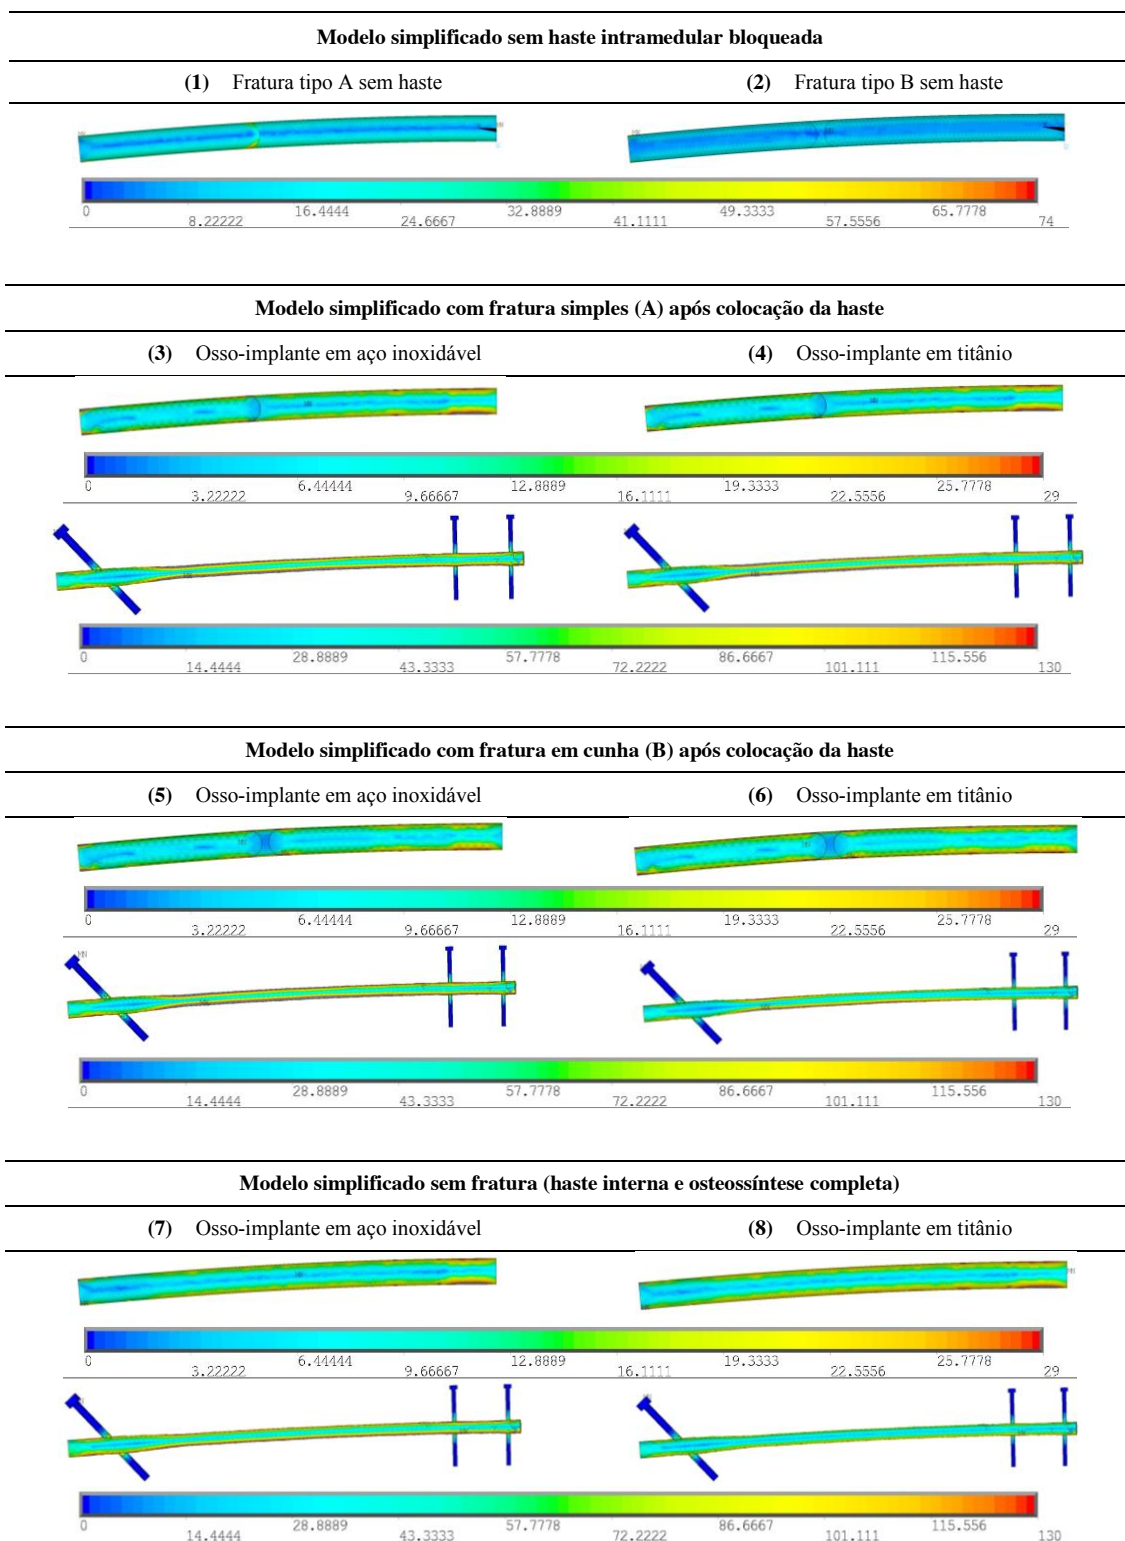 Modelo simplificado sem haste intramedular bloqueada
(1) Fratura tipo A sem haste (2) Fratura tipo B sem haste
0 16.4444 32.8889 49.3333 65.7778
8.22222 24.6667 41.1111 57.5556 74
Modelo simplificado com fratura simples (A) após colocação da haste
(3) Osso-implante em aço inoxidável (4) Osso-implante em titânio
0 6.44444 12.8889 19.3333 25.7778
3.22222 9.66667 16.1111 22.5556 29
0 28.8889 57.7778 86.6667 115.556
14.4444 43.3333 72.2222 101.111 130
Modelo simplificado com fratura em cunha (B) após colocação da haste
(5) Osso-implante em aço inoxidável (6) Osso-implante em titânio
0 6.44444 12.8889 19.3333 25.7778
3.22222 9.66667 16.1111 22.5556 29
MN
0 28.8889 57.7778 86.6667 115.556
14.4444 43.3333 72.2222 101.111 130
Modelo simplificado sem fratura (haste interna e osteossíntese completa)
(7) Osso-implante em aço inoxidável (8) Osso-implante em titânio
0 6.44444 12.8889 19.3333 25.7778
3.22222 9.66667 16.1111 22.5556 29
0 28.8889 57.7778 86.6667 115.556
14.4444 43.3333 72.2222 101.111 130